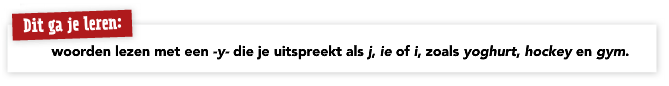 Dit ga je leren:
woorden lezen met een -y- die je uitspreekt als j, ie of i, zoals yoghurt, hockey en gym.